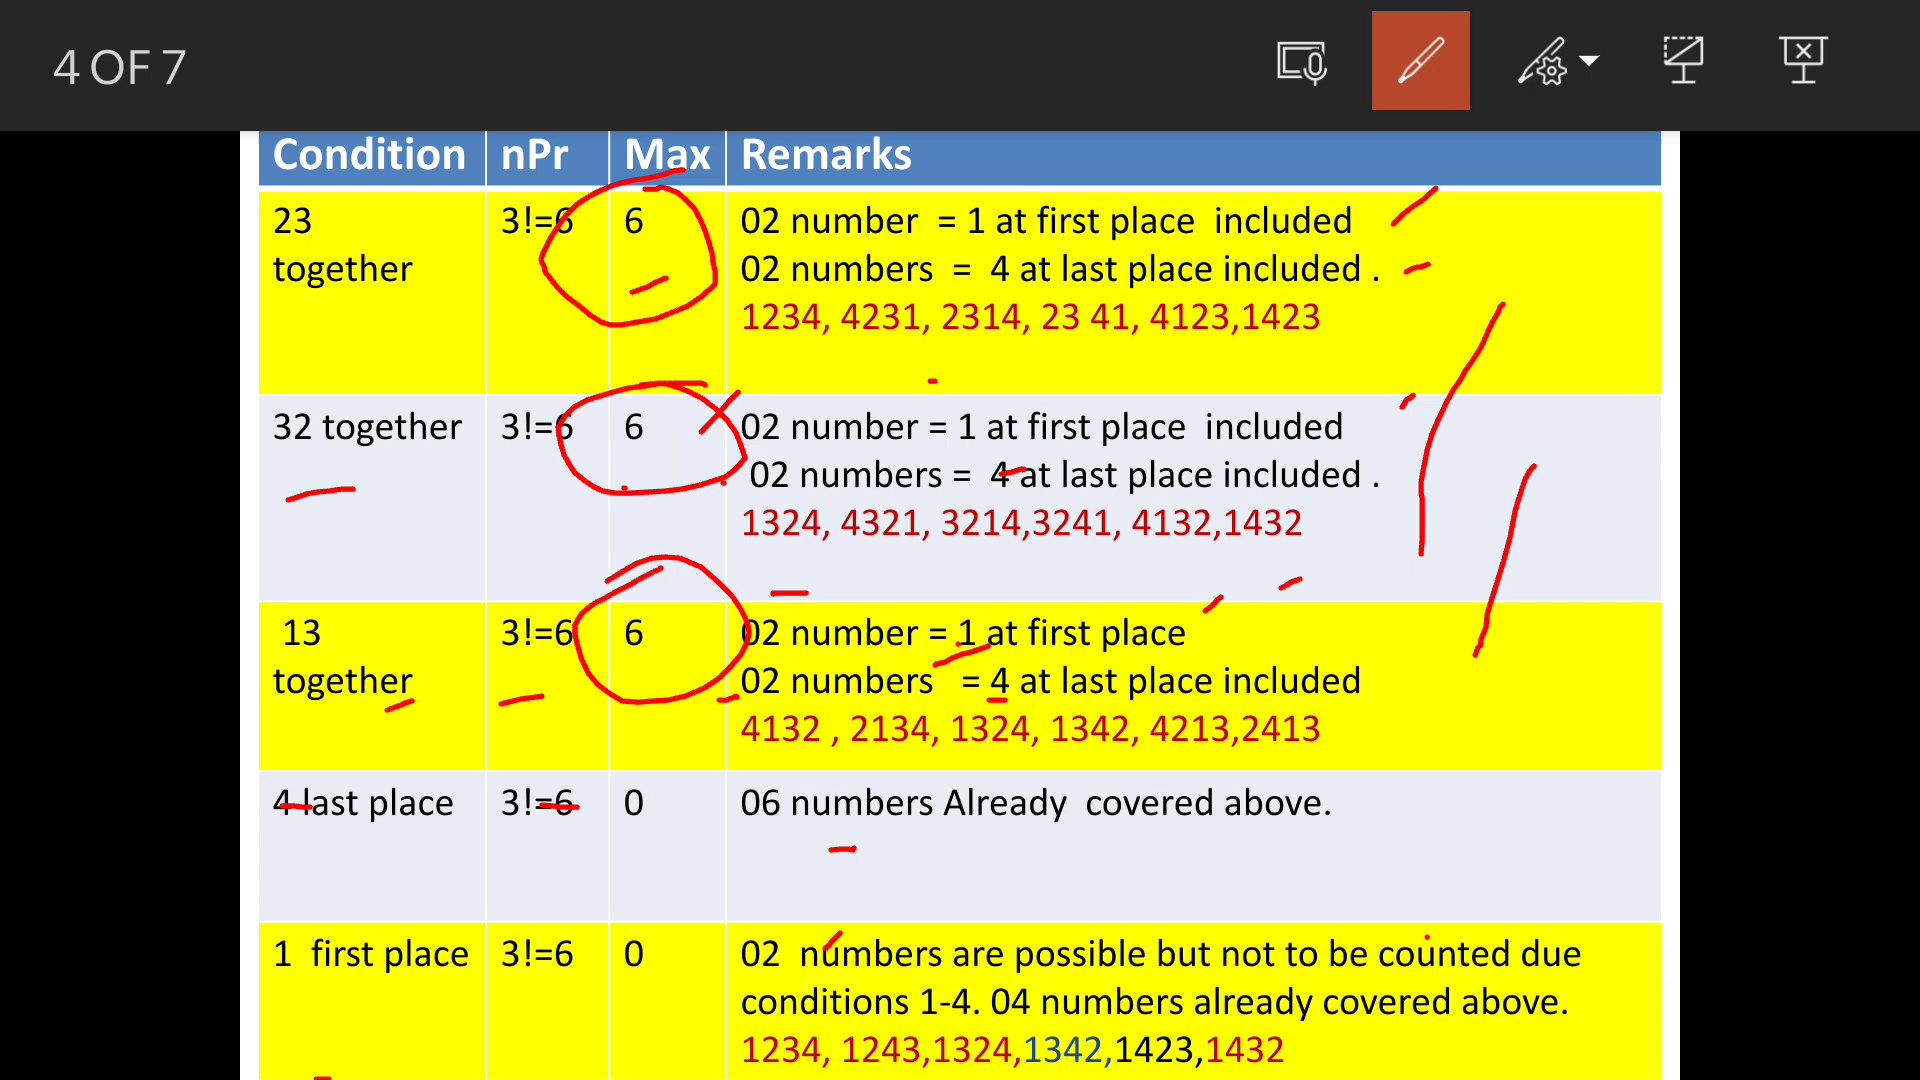 4 OF 7
Condition nPr Max Remarks
23 together 3!=6 6 02 number = 1 at first place included
02 numbers = 4 at last place included .
1234, 4231, 2314, 23 41, 4123,1423
32 together 3!=6 6 02 number = 1 at first place included
02 numbers = 4 at last place included .
1324, 4321, 3214,3241, 4132,1432
13 together 3!=6 6 02 number = 1 at first place
02 numbers = 4 at last place included
4132 , 2134, 1324, 1342, 4213,2413
4 last place 3!=6 0 06 numbers Already covered above.
1 first place 3!=6 0 02 numbers are possible but not to be counted due
conditions 1-4. 04 numbers already covered above.
1234, 1243,1324,1342,1423,1432